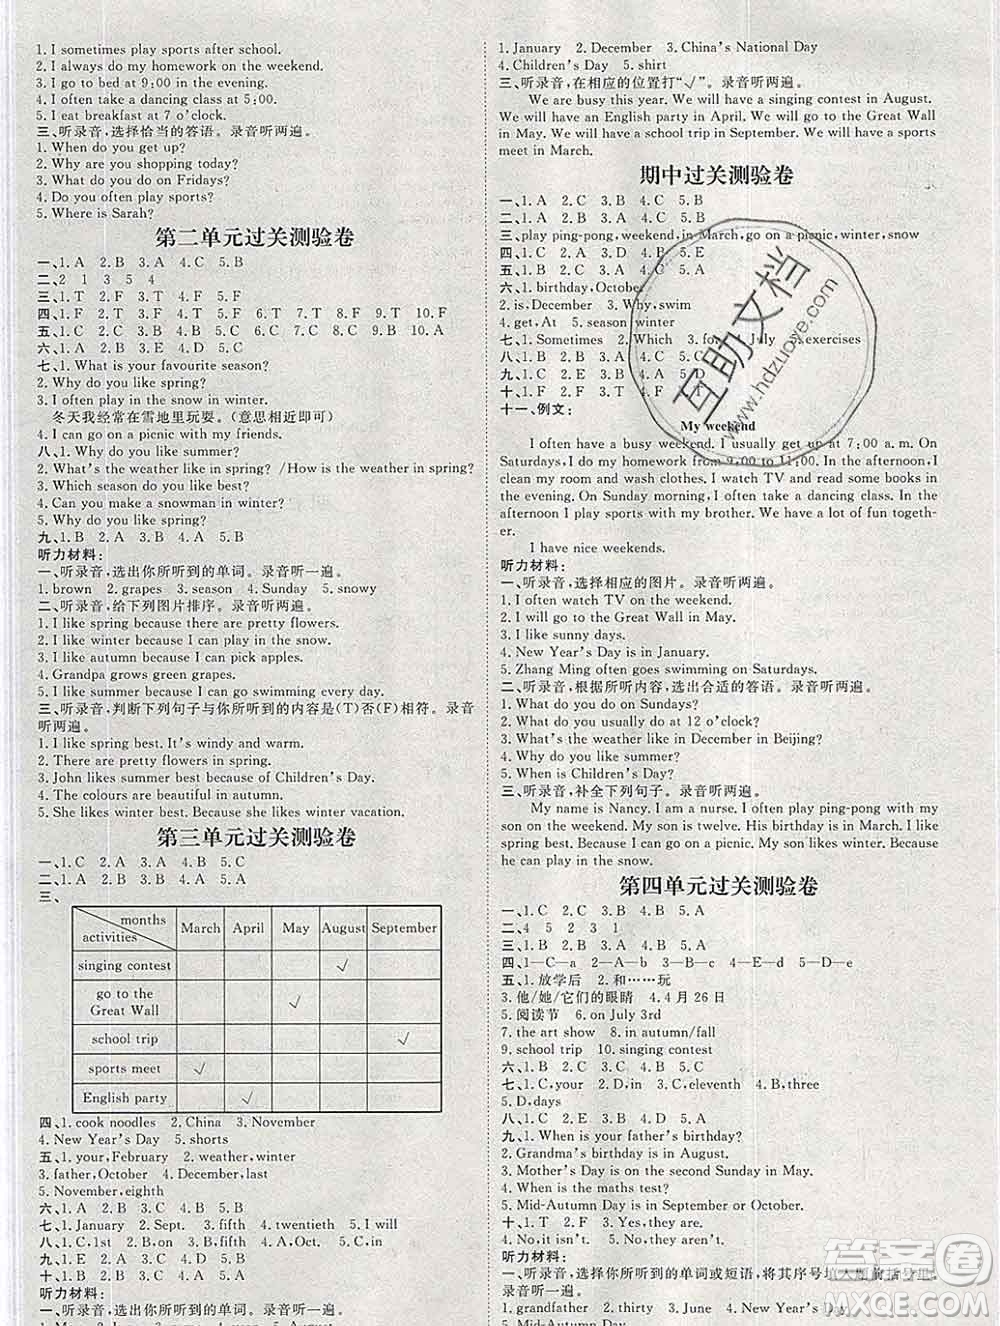 1. I sometimes play sports after school.
2. I always do my homework on the weekend.
3. I go to bed at 9:00 in the evening.
4. I often take a dancing class at 5:00.
5. I eat breakfast at 7 o'clock.
三、听录音,选择恰当的答语。录音听两遍。
1. When do you get up?
2. Why are you shopping today?
3. What do you do on Fridays?
4. Do you often play sports?
5. Where is Sarah?
第二单元过关测验卷
一、1. A 2. B 3. A 4. C 5. B
二、2 1 3 5 4
三、1. T 2. F 3. T 4. F 5. F
四、1. F 2. F 3. T 4. F 5. F 6. T 7. T 8. F
五、1. C 2. C 3. B 4. C 5. B
六、1. A 2. B 3. B 4. C 5. A
七、1. What is your favourite season?
2. Why do you like spring?
3. I often play in the snow in winter.
冬天我经常在雪地里玩耍。(意思相近即可)
4. I can go on a picnic with my friends.
八、1. Why do you like summer?
2. What's the weather like in spring? /How is the weather in spring?
3. Which season do you like best?
4. Can you make a snowman in winter?
5. Why do you like spring?
九、1. C 2. B 3. A 4. B 5. A
听力材料:
一、听录音,选出你所听到的单词。录音听一遍。
1. brown 2. grapes 3. season 4. Sunday 5. snowy
二、听录音,给下列图片排序。录音听两遍。
1. I like spring because there are pretty flowers.
2. I like winter because I can play in the snow.
3. I like autumn because I can pick apples.
4. Grandpa grows green grapes.
5. I like summer because I can go swimming.
三、听录音,判断下列句子与你所听到的内容是(T)否(F)相符。录音
听两遍。
1. I like spring best. It's windy and warm.
2. There are pretty flowers in spring.
3. John likes summer best because of Children's Day.
4. The colours are beautiful in autumn.
5. She likes winter best. Because she likes winter vacation.
第三单元过关测验卷
一、1. C 2. A 3. A 4. B 5. C
二、1. A 2. B 3. A 4. B 5. A
三、
months
activities March April May August September
singing contest √
go to the
Great Wall √
school trip √
sports meet √
English party √
四、1. cook noodles 2. China 3. November
4. New Year's Day 5. shorts
五、1. your, February 2. weather, winter
3. father, October 4. December, last
5. November, eighth
六、1. C 2. A 3. C 4. B 5. A
七、1. January 2. Sept. 3. fifth 4. twentieth 5. I will
八、1. C, 1st 2. B, on 3. B, fifth 4. A, Oct. 5. C, in
九、1. E 2. A 3. D 4. C 5. B
十、1. B 2. A 3. C 4. B 5. A
听力材料:
一、听录音,选出你所听到的单词。录音听一遍。
1. January 2. December 3. China's National Day
4. Children's Day 5. shirt
三、听录音,在相应的位置打“√”。录音听两遍。
We are busy this year. We will have a singing contest in August.
We will have an English party in April. We will go to the Great Wall
in May. We will have a school trip in September. We will have a sports
meet in March.
期中过关测验卷
一、1. A 2. C 3. B 4. C 5. B
二、1. B 2. A 3. A 4. C 5. C
三、play ping-pong, weekend, in March, go on a picnic, winter, snow
四、1. C 2. D 3. A 4. B 5. E
五、1. B 2. C 3. A 4. B 5. B
六、1. birthday, October
2. is, December 3. Why, swim
4. get, At 5. season winter
七、1. Sometimes 2. Which 3. July 5. exercises
八、1. B 2. C 3. C 4. A 5. B
九、1. B 2. C 3. C 4. B 5. A
十、1. F 2. F 3. T 4. F 5. T
十一、例文:
My weekend
I often have a busy weekend. I usually get up at 7:00 a. m. On
Saturdays, I do my homework from 9:00 to 11:00. In the afternoon, I
clean my room and wash clothes. I watch TV and read books
in the evening. On Sunday morning, I often take a dancing class. In the
afternoon I play sports with my brother. We have a lot of fun togeth-
er.
I have nice weekends.
听力材料:
一、听录音,选择相应的图片。录音听两遍。
1. I often watch TV on the weekend.
2. I will go to the Great Wall in May.
3. I like sunny days.
4. New Year's Day is in January.
5. Zhang Ming often goes swimming on Saturdays.
二、听录音,根据所听内容,选出合适的答语。录音听两遍。
1. What do you do on Sundays?
2. What do you usually do at 12 o'clock?
3. What's the weather like in December in Beijing?
4. Why do you like summer?
5. When is Children's Day?
三、听录音,补全下列句子。录音听两遍。
My name is Nancy. I am a nurse. I often play ping-pong with my
son on the weekend. My son is twelve. His birthday is in March. I like
spring best. Because I can go on a picnic. My son likes winter. Because
he can play in the snow.
第四单元过关测验卷
一、1. C 2. C 3. B 4. C 5. A
二、4 5 2 3 1
三、1. B 2. B 3. A 4. B 5. A
四、1—C—a 2—A—b 3—B—c 4—E—d 5—D—e
五、1. 放学后 2. 和……玩
3. 他/她/它们的眼睛 4. 4月26日
5. 阅读节 6. on July 3rd
7. the art show 8. in autumn/fall
9. school trip 10. singing contest
六、1. C 2. B 3. B 4. C 5. A
七、1. C, your 2. B, is 3. C, eleventh 4. B, three
5. D, days
八、1. C 2. B 3. C 4. D 5. A
九、1. When is your father's birthday?
2. Grandma's birthday is in August.
3. Mother's Day is on the second Sunday in May.
4. When is the maths test?
5. Mid-Autumn Day is in September or October.
十、1. T 2. F 3. Yes, they are.
4. Mid-Autumn Day.
听力材料:
一、听录音,选择你所听到的单词或短语,将其序号填入题前括号里。
1. grandfather 2. thirty 3. June 4. New Year's Day
5. shirt
互助文档
www.hdzuoye.com
答案圈
MXQE.COM